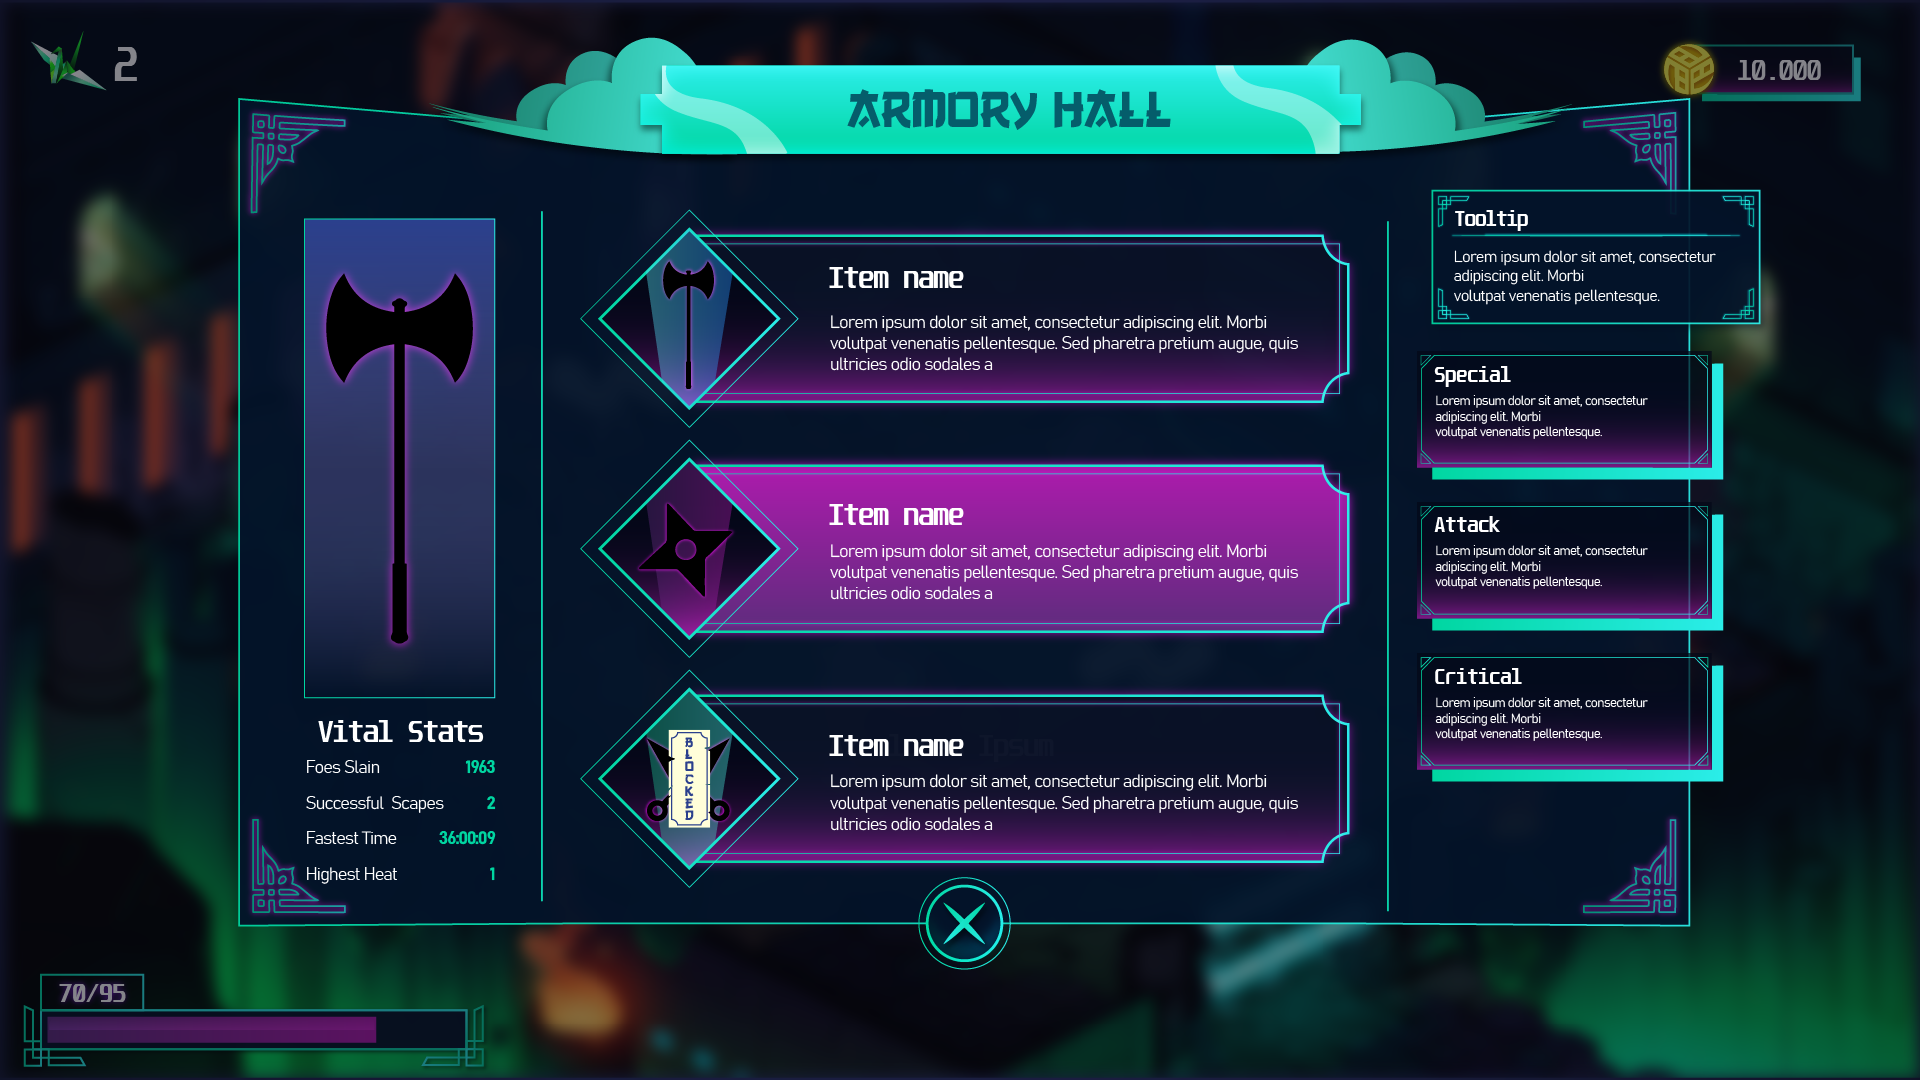 2
10.000
ARMORY HALL
Vital Stats
Foes Slain 1963
Successful Scapes 2
Fastest Time 36:00:09
Highest Heat 1
Item name
Lorem ipsum dolor sit amet, consectetur adipiscing elit. Morbi
volutpat venenatis pellentesque. Sed pharetra pretium augue, quis
ultricies odio sodales a
Item name
Lorem ipsum dolor sit amet, consectetur adipiscing elit. Morbi
volutpat venenatis pellentesque. Sed pharetra pretium augue, quis
ultricies odio sodales a
BLOCKED
Item name Ipsum
Lorem ipsum dolor sit amet, consectetur adipiscing elit. Morbi
volutpat venenatis pellentesque. Sed pharetra pretium augue, quis
ultricies odio sodales a
Tooltip
Lorem ipsum dolor sit amet, consectetur
adipiscing elit. Morbi
volutpat venenatis pellentesque.
Special
Lorem ipsum dolor sit amet, consectetur
adipiscing elit. Morbi
volutpat venenatis pellentesque.
Attack
Lorem ipsum dolor sit amet, consectetur
adipiscing elit. Morbi
volutpat venenatis pellentesque.
Critical
Lorem ipsum dolor sit amet, consectetur
adipiscing elit. Morbi
volutpat venenatis pellentesque.
70/95